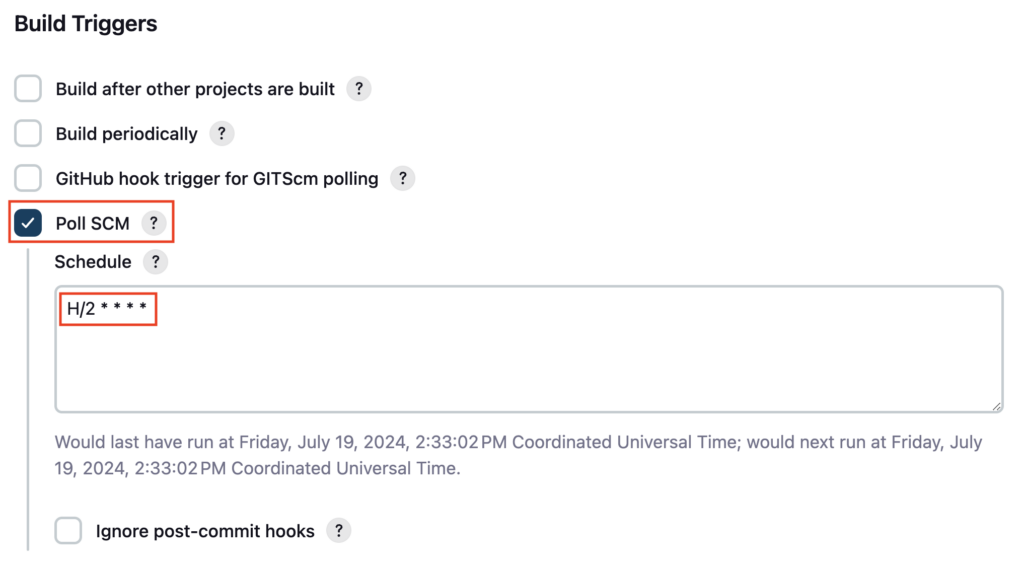 Build Triggers
Build after other projects are built ?
Build periodically ?
GitHub hook trigger for GITScm polling ?
Poll SCM ?
Schedule ?
H/2 * * * *
Would last have run at Friday, July 19, 2024, 2:33:02 PM Coordinated Universal Time; would next run at Friday, July
19, 2024, 2:33:02 PM Coordinated Universal Time.
Ignore post-commit hooks ?